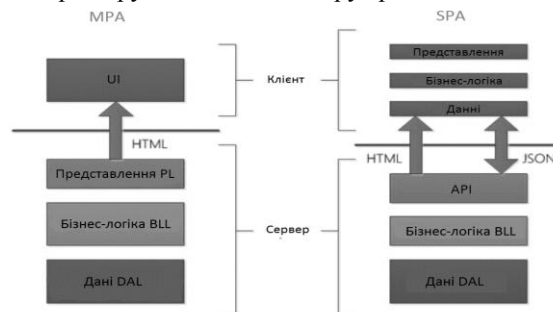 MPA
SPA
UI
Клієнт
Представлення
Бізнес-логіка
Данні
HTML
HTML
JSON
Представлення PL
API
Бізнес-логіка BLL
Сервер
Бізнес-логіка BLL
Дані DAL
Дані DAL